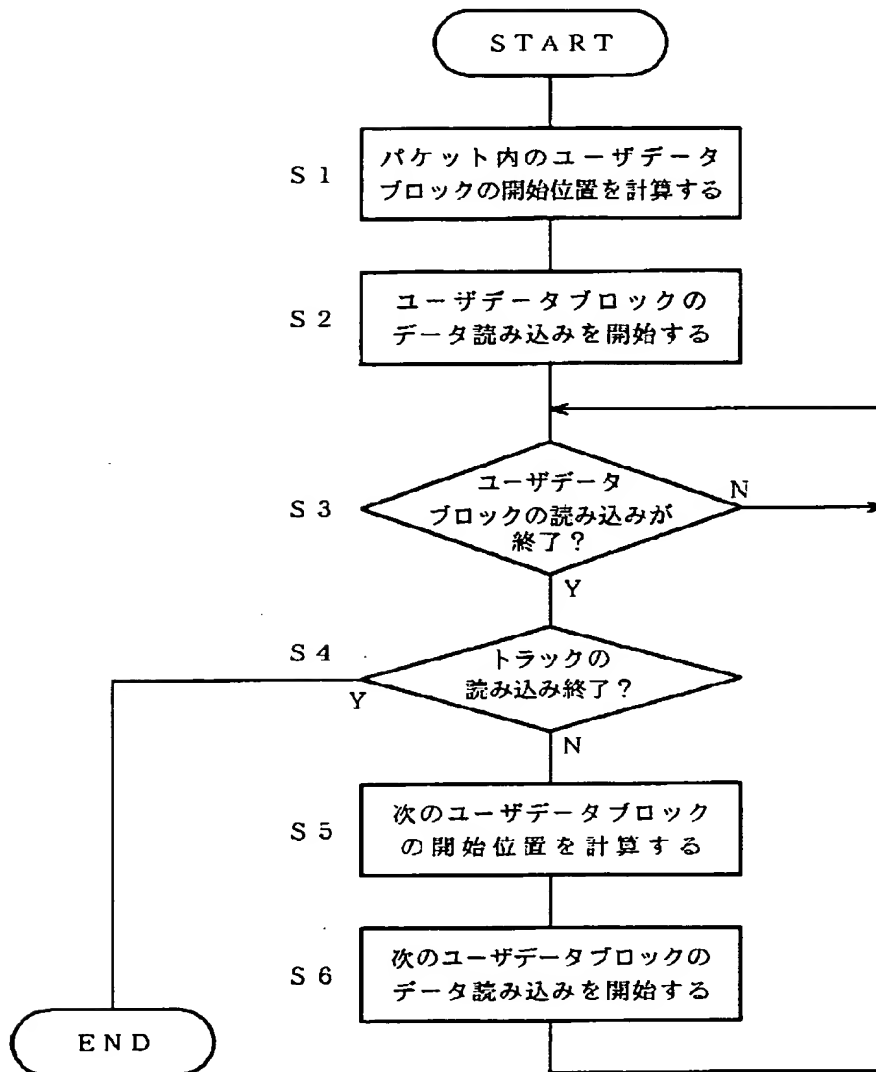 START
S1
パケット内のユーザデータ
ブロックの開始位置を計算する
S2
ユーザデータブロックの
データ読み込みを開始する
S3
ユーザデータ
ブロックの読み込みが
終了？
N
Y
S4
トラックの
読み込み終了？
Y
N
S5
次のユーザデータブロック
の開始位置を計算する
S6
次のユーザデータブロックの
データ読み込みを開始する
END